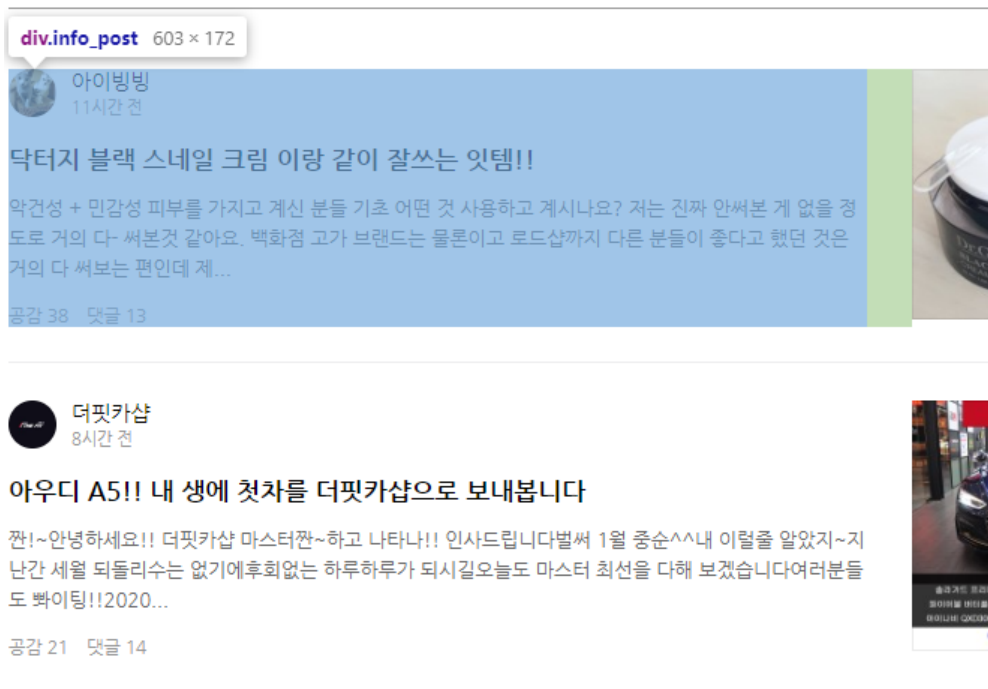 div.info_post 603 × 172
아이빙빙
11시간 전
닥터지 블랙 스네일 크림 이랑 같이 잘쓰는 잇템!!
악건성 + 민감성 피부를 가지고 계신 분들 기초 어떤 것 사용하고 계시나요? 저는 진짜 안써본 게 없을 정
도로 거의 다- 써본것 같아요. 백화점 고가 브랜드는 물론이고 로드샵까지 다른 분들이 좋다고 했던 것은
거의 다 써보는 편인데 제...
공감 38 댓글 13
더핏카샵
8시간 전
아우디 A5!! 내 생에 첫차를 더핏카샵으로 보내봅니다
짠!~안녕하세요!! 더핏카샵 마스터짠~하고 나타나!! 인사드립니다벌써 1월 중순^^내 이럴줄 알았지~지
난간 세월 되돌리수는 없기에후회없는 하루하루가 되시길오늘도 마스터 최선을 다해 보겠습니다여러분들
도 빠이팅!!2020...
공감 21 댓글 14